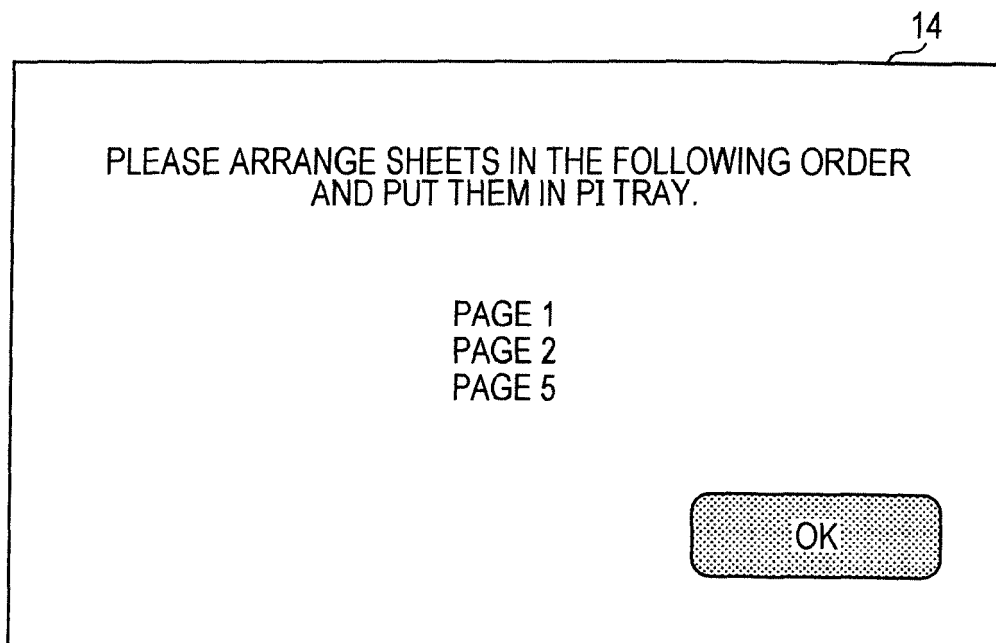 14
PLEASE ARRANGE SHEETS IN THE FOLLOWING ORDER
AND PUT THEM IN PI TRAY.
PAGE 1
PAGE 2
PAGE 5
OK